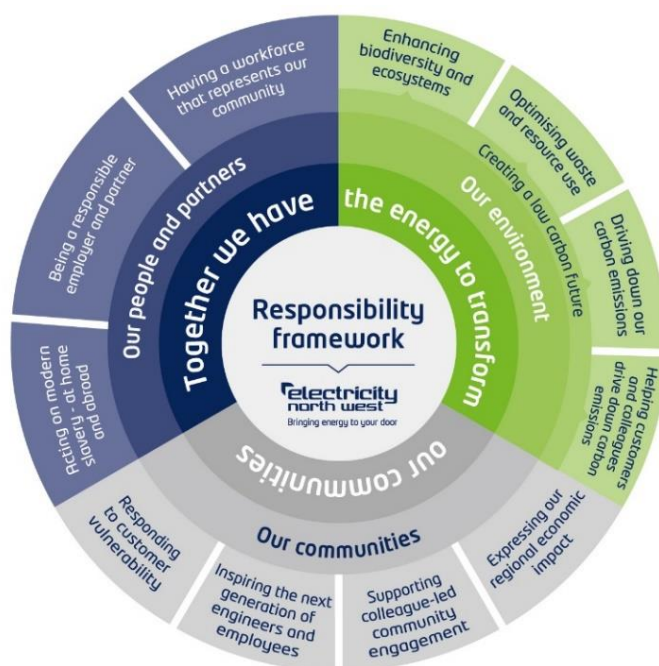 Responsibility
framework
electricity
north west
Bringing energy to your door
Together we have
the energy to transform
our communities
Our people and partners
Having a workforce
that represents our
community
Being a responsible
employer and partner
Acting on modern
slavery - at home
and abroad
Our environment
Creating a low carbon future
Enhancing
biodiversity and
ecosystems
Optimising waste
and resource use
Driving down our
carbon emissions
Helping customers
and colleagues
drive down carbon
emissions
Our communities
Responding
to customer
vulnerability
Inspiring the next
generation of
engineers and
employees
Supporting
colleague-led
community
engagement
Expressing our
regional economic
impact